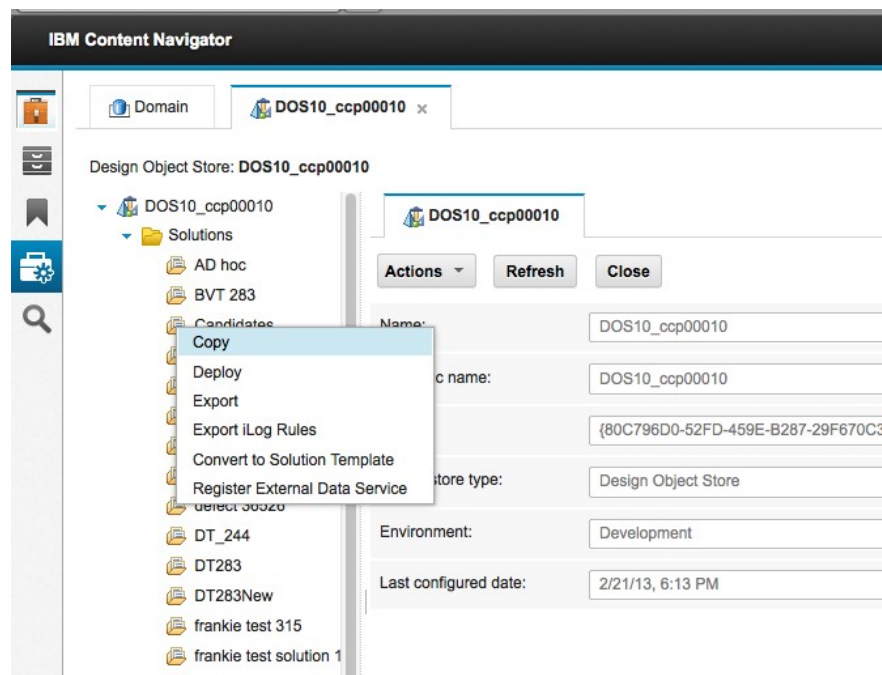 IBM Content Navigator
Domain
DOS10_ccp00010
Design Object Store: DOS10_ccp00010
DOS10_ccp00010
Solutions
AD hoc
BVT 283
Candidates
Copy
Deploy
Export
Export iLog Rules
Convert to Solution Template
Register External Data Service
defect 36526
DT_244
DT283
DT283New
frankie test 315
frankie test solution 1
DOS10_ccp00010
Actions
Refresh
Close
Name: DOS10_ccp00010
c name: DOS10_ccp00010
{80C796D0-52FD-459E-B287-29F670C3
store type: Design Object Store
Environment: Development
Last configured date: 2/21/13, 6:13 PM